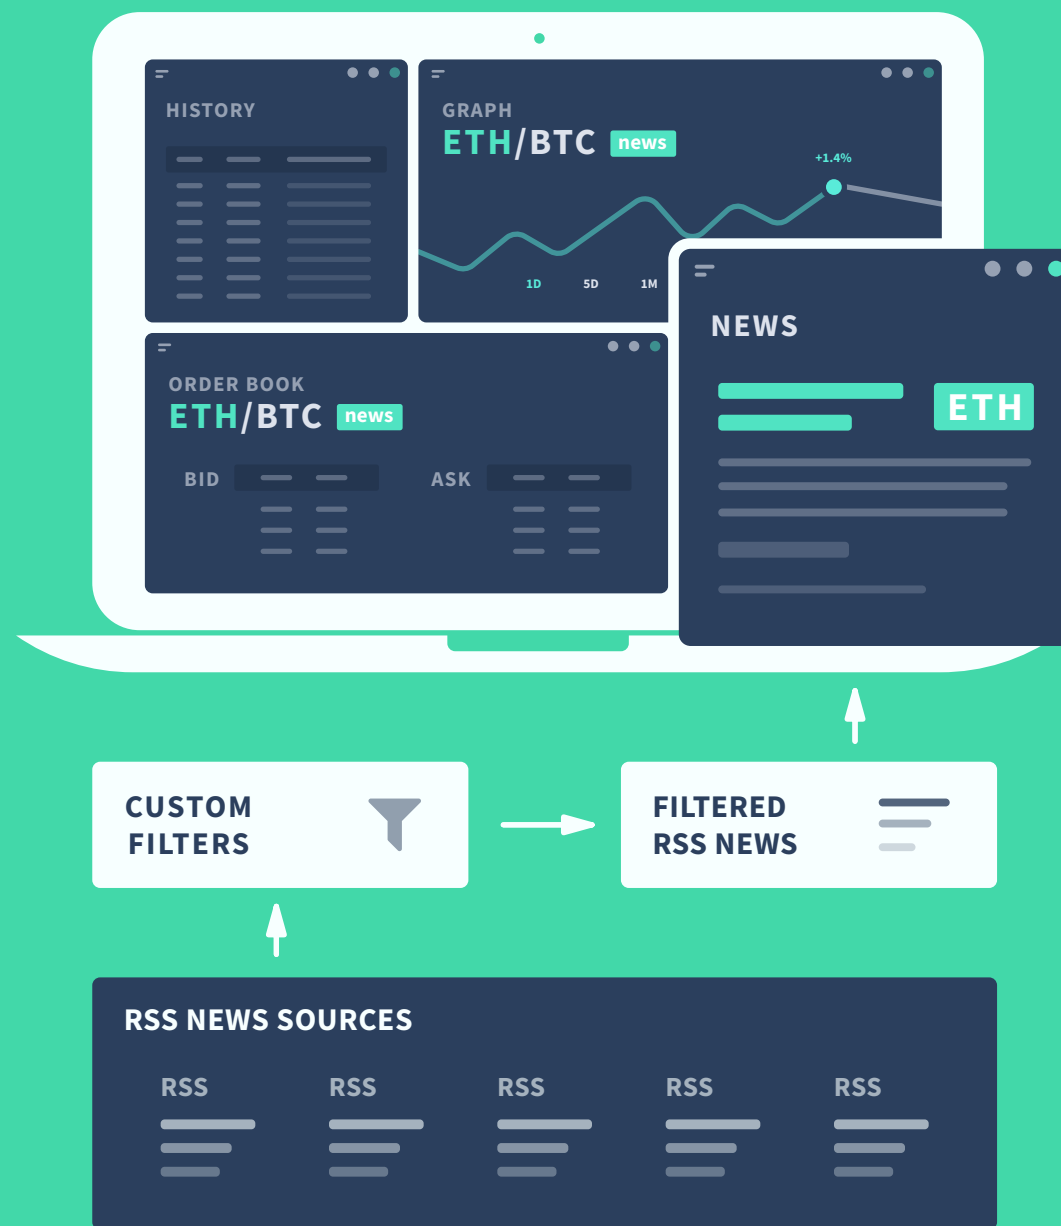 HISTORY
GRAPH
ETH/BTC news
+1.4%
1D 5D 1M
ORDER BOOK
ETH/BTC news
BID ASK
NEWS
ETH
CUSTOM
FILTERS
FILTERED
RSS NEWS
RSS NEWS SOURCES
RSS RSS RSS RSS RSS